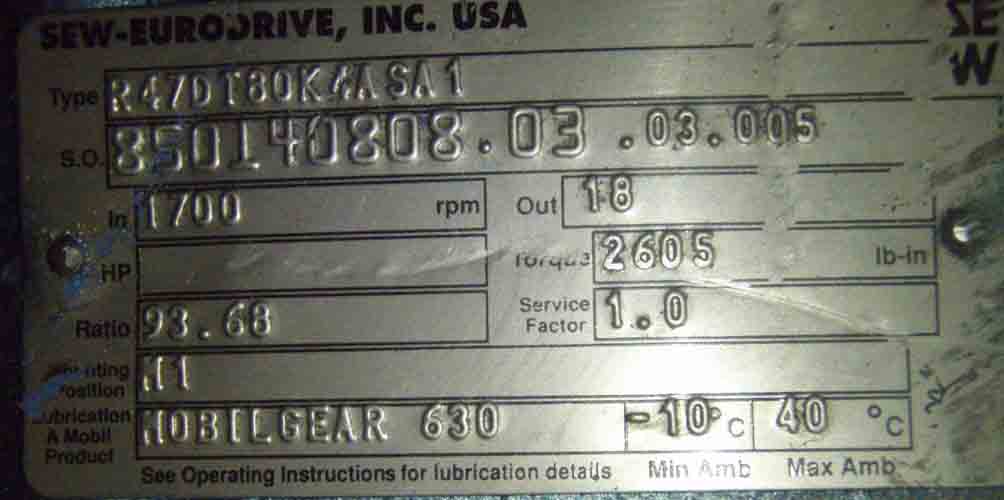 SEW-EURODRIVE, INC. USA
SE
W
Type R47DT80K4ASA1
S.O. 850140808.03 .03.005
In 1700 rpm Out 18
HP Torque 2605 lb-in
Ratio 93.68 Service Factor 1.0
Mounting Position M1
Lubrication A Mobil Product MOBILGEAR 630 -10°C 40 °C
See Operating Instructions for lubrication details Min Amb Max Amb